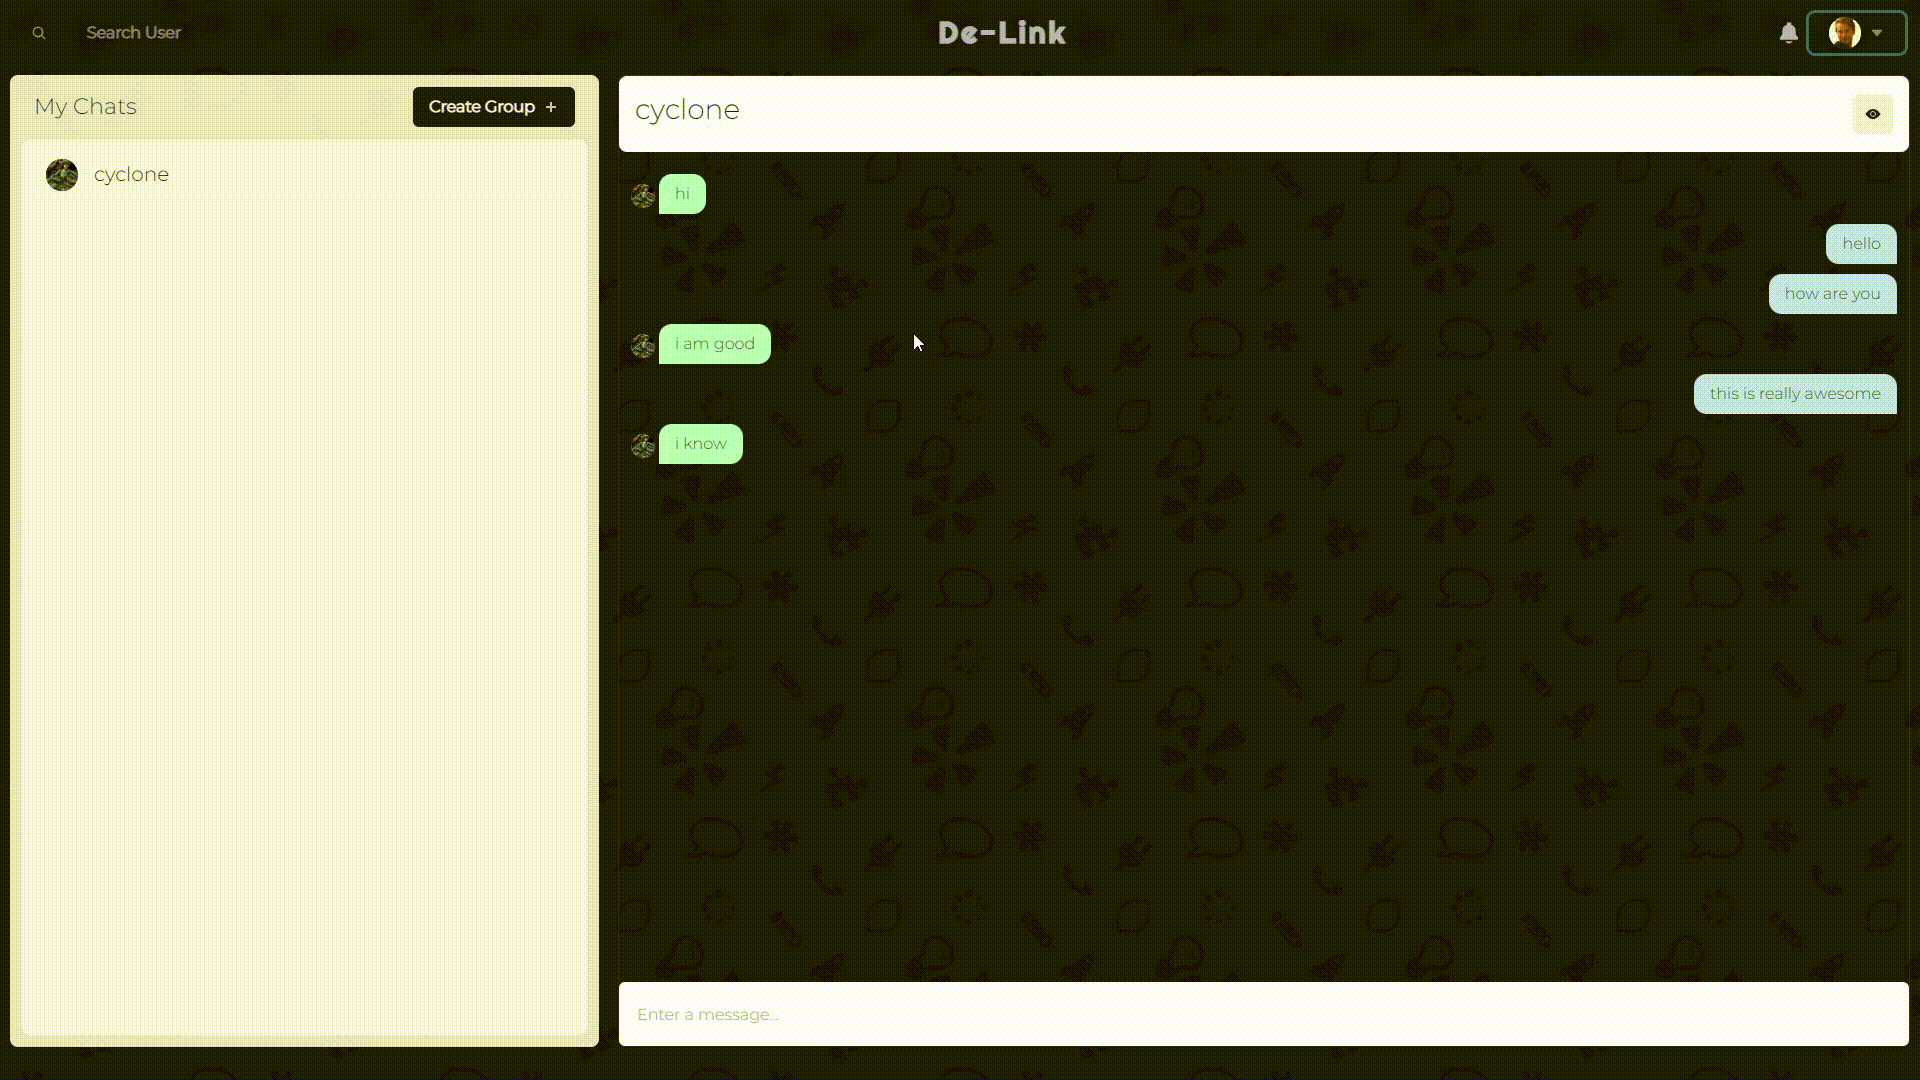 Search User
De-Link
My Chats
Create Group +
cyclone
cyclone
hi
hello
how are you
i am good
this is really awesome
i know
Enter a message...